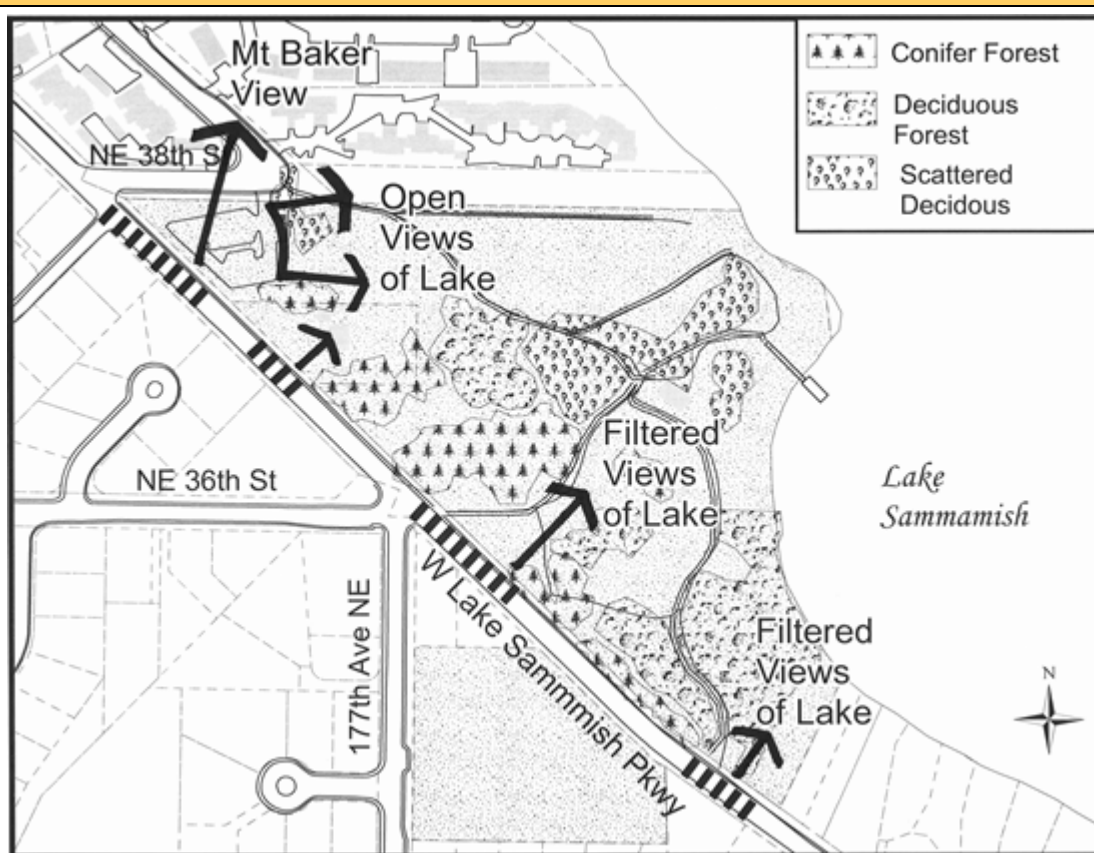 Mt Baker
View
NE 38th S
Open
Views
of Lake
Conifer Forest
Deciduous
Forest
Scattered
Decidous
Filtered
Views
of Lake
NE 36th St
Lake
Sammamish
W Lake Sammmish Pkwy
177th Ave NE
Filtered
Views
of Lake
N